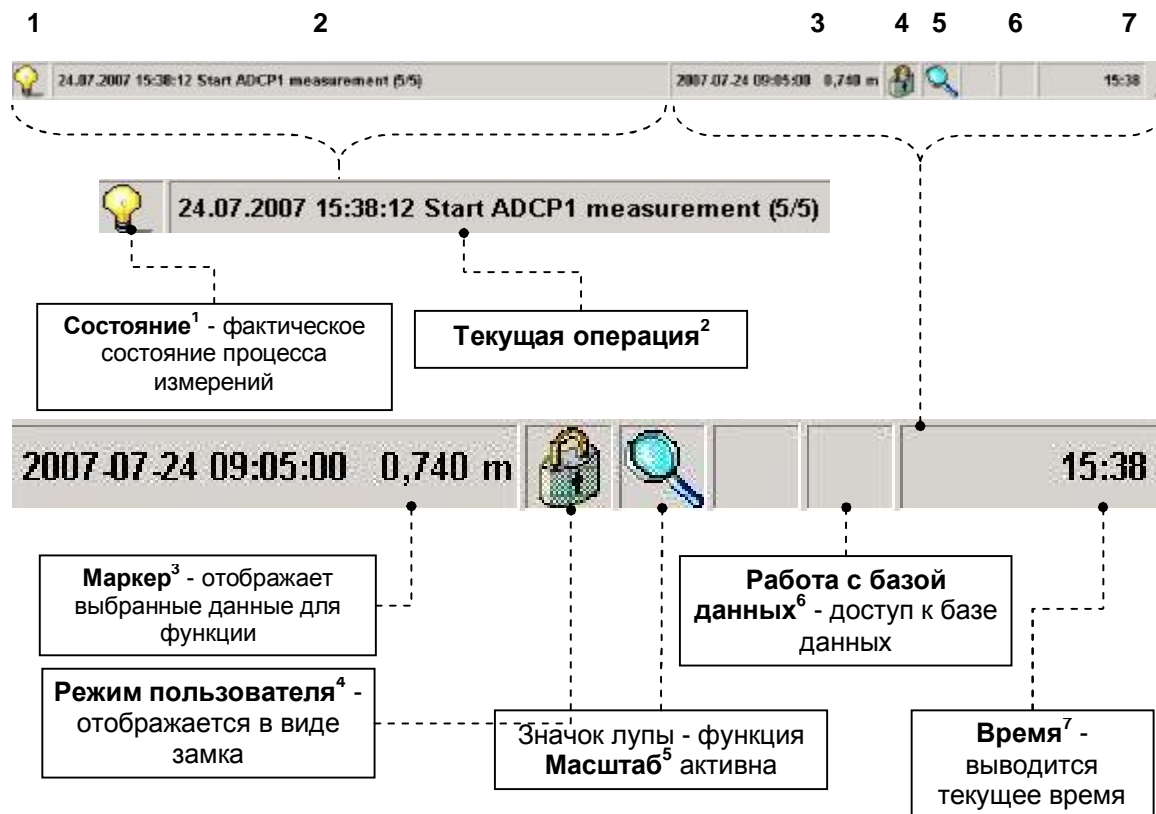 1 2 3 4 5 6 7
24.07.2007 15:38:12 Start ADCP1 measurement (5/5) 2007-07-24 09:05:00 0,740 m 15:38
24.07.2007 15:38:12 Start ADCP1 measurement (5/5)
Состояние¹ - фактическое
состояние процесса
измерений
Текущая операция²
2007-07-24 09:05:00 0,740 m 15:38
Маркер³ - отображает
выбранные данные для
функции
Работа с базой
данных⁶ - доступ к базе
данных
Режим пользователя⁴ -
отображается в виде
замка
Значок лупы - функция
Масштаб⁵ активна
Время⁷ -
выводится
текущее время